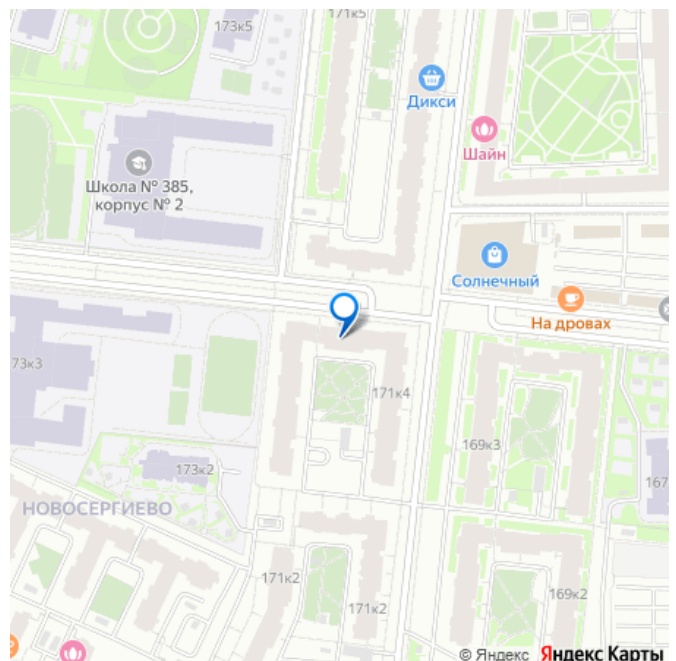 173к5
171к5
Дикси
Шайн
Школа № 385,
корпус № 2
Солнечный
На дровах
73к3
171к4
169к3
173к2
167
НОВОСЕРГИЕВО
171к2
171к2
169к2
© Яндекс Яндекс Карты